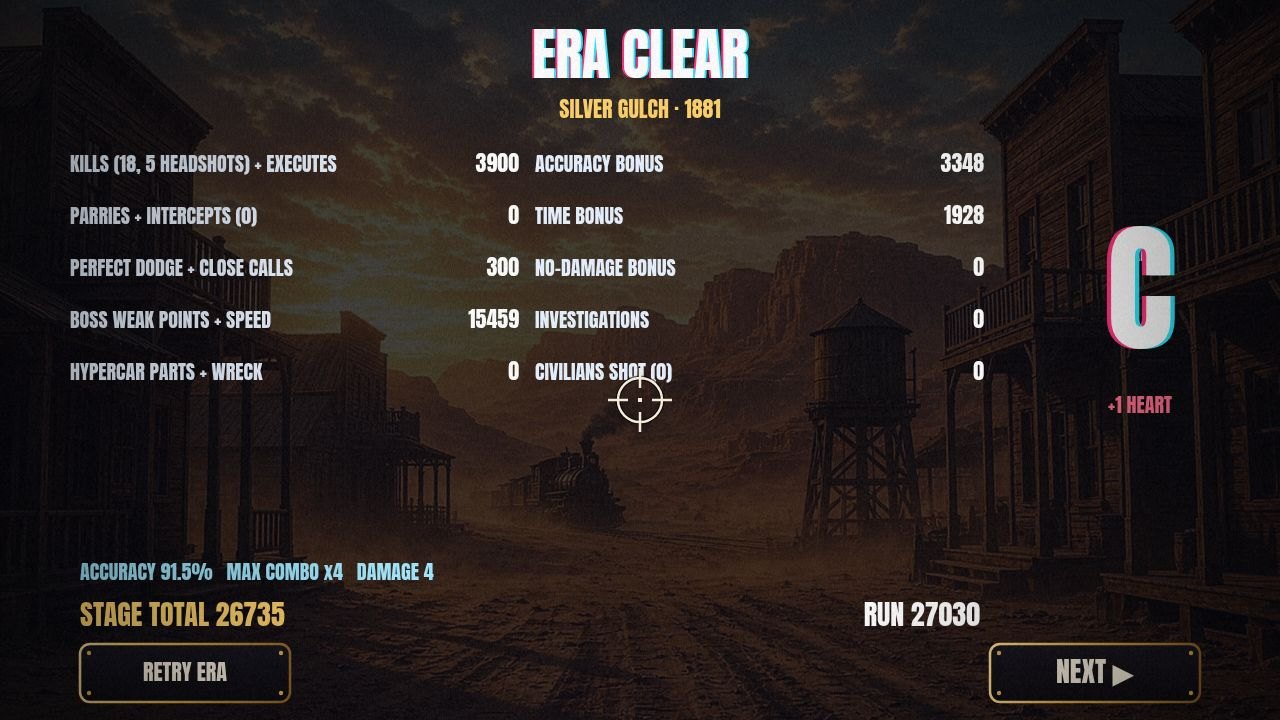 ERA CLEAR
SILVER GULCH · 1881
KILLS (18, 5 HEADSHOTS) + EXECUTES 3900
PARRIES + INTERCEPTS (0) 0
PERFECT DODGE + CLOSE CALLS 300
BOSS WEAK POINTS + SPEED 15459
HYPERCAR PARTS + WRECK 0
ACCURACY BONUS 3348
TIME BONUS 1928
NO-DAMAGE BONUS 0
INVESTIGATIONS 0
CIVILIANS SHOT (0) 0
C
+1 HEART
ACCURACY 91.5% MAX COMBO x4 DAMAGE 4
STAGE TOTAL 26735
RUN 27030
RETRY ERA
NEXT ▶